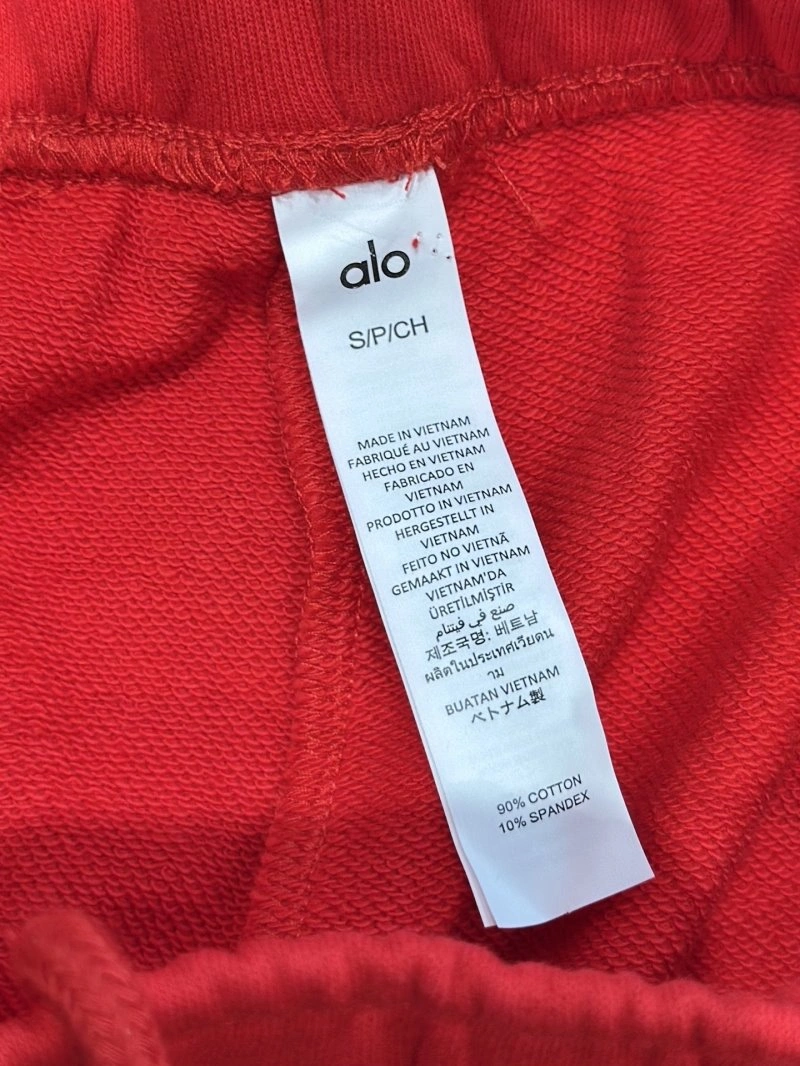 alo
S/P/CH
MADE IN VIETNAM
FABRIQUÉ AU VIETNAM
HECHO EN VIETNAM
FABRICADO EN
VIETNAM
PRODOTTO IN VIETNAM
HERGESTELLT IN
VIETNAM
FEITO NO VIETNÃ
GEMAAKT IN VIETNAM
VIETNAM'DA
ÜRETİLMİŞTİR
صنع في فيتنام
제조국명: 베트남
ผลิตในประเทศเวียดน
าม
BUATAN VIETNAM
ベトナム製
90% COTTON
10% SPANDEX